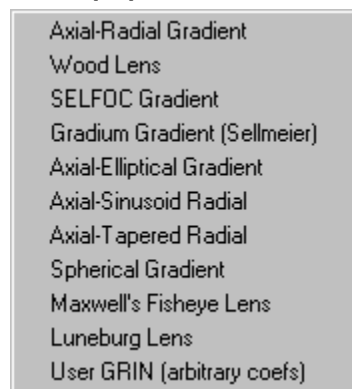 Axial-Radial Gradient
Wood Lens
SELFOC Gradient
Gradium Gradient (Sellmeier)
Axial-Elliptical Gradient
Axial-Sinusoid Radial
Axial-Tapered Radial
Spherical Gradient
Maxwell's Fisheye Lens
Luneburg Lens
User GRIN (arbitrary coefs)